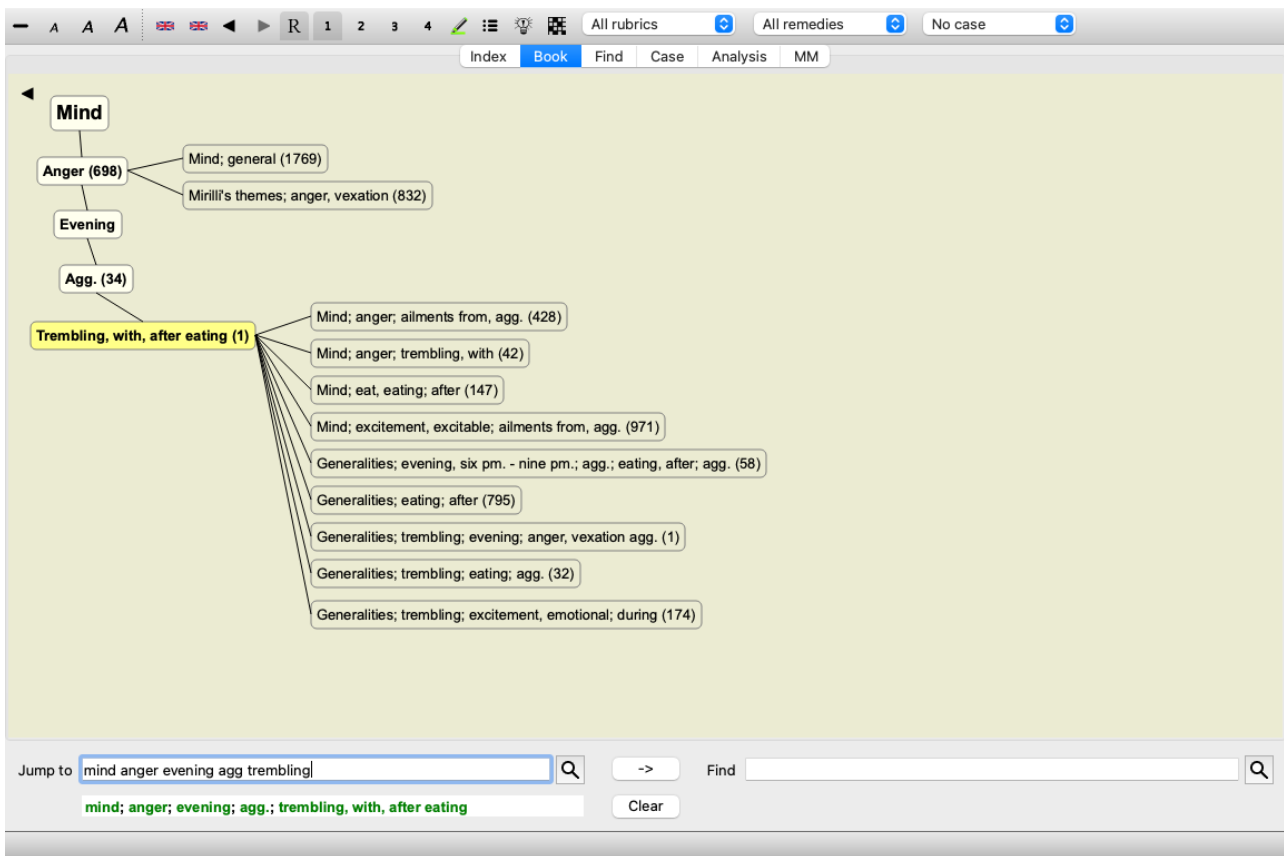 A A A R 1 2 3 4 All rubrics All remedies No case
Index Book Find Case Analysis MM
Mind
Anger (698)
Mind; general (1769)
Mirilli's themes; anger, vexation (832)
Evening
Agg. (34)
Trembling, with, after eating (1)
Mind; anger; ailments from, agg. (428)
Mind; anger; trembling, with (42)
Mind; eat, eating; after (147)
Mind; excitement, excitable; ailments from, agg. (971)
Generalities; evening, six pm. - nine pm.; agg.; eating, after; agg. (58)
Generalities; eating; after (795)
Generalities; trembling; evening; anger, vexation agg. (1)
Generalities; trembling; eating; agg. (32)
Generalities; trembling; excitement, emotional; during (174)
Jump to mind anger evening agg trembling -> Find
mind; anger; evening; agg.; trembling, with, after eating Clear